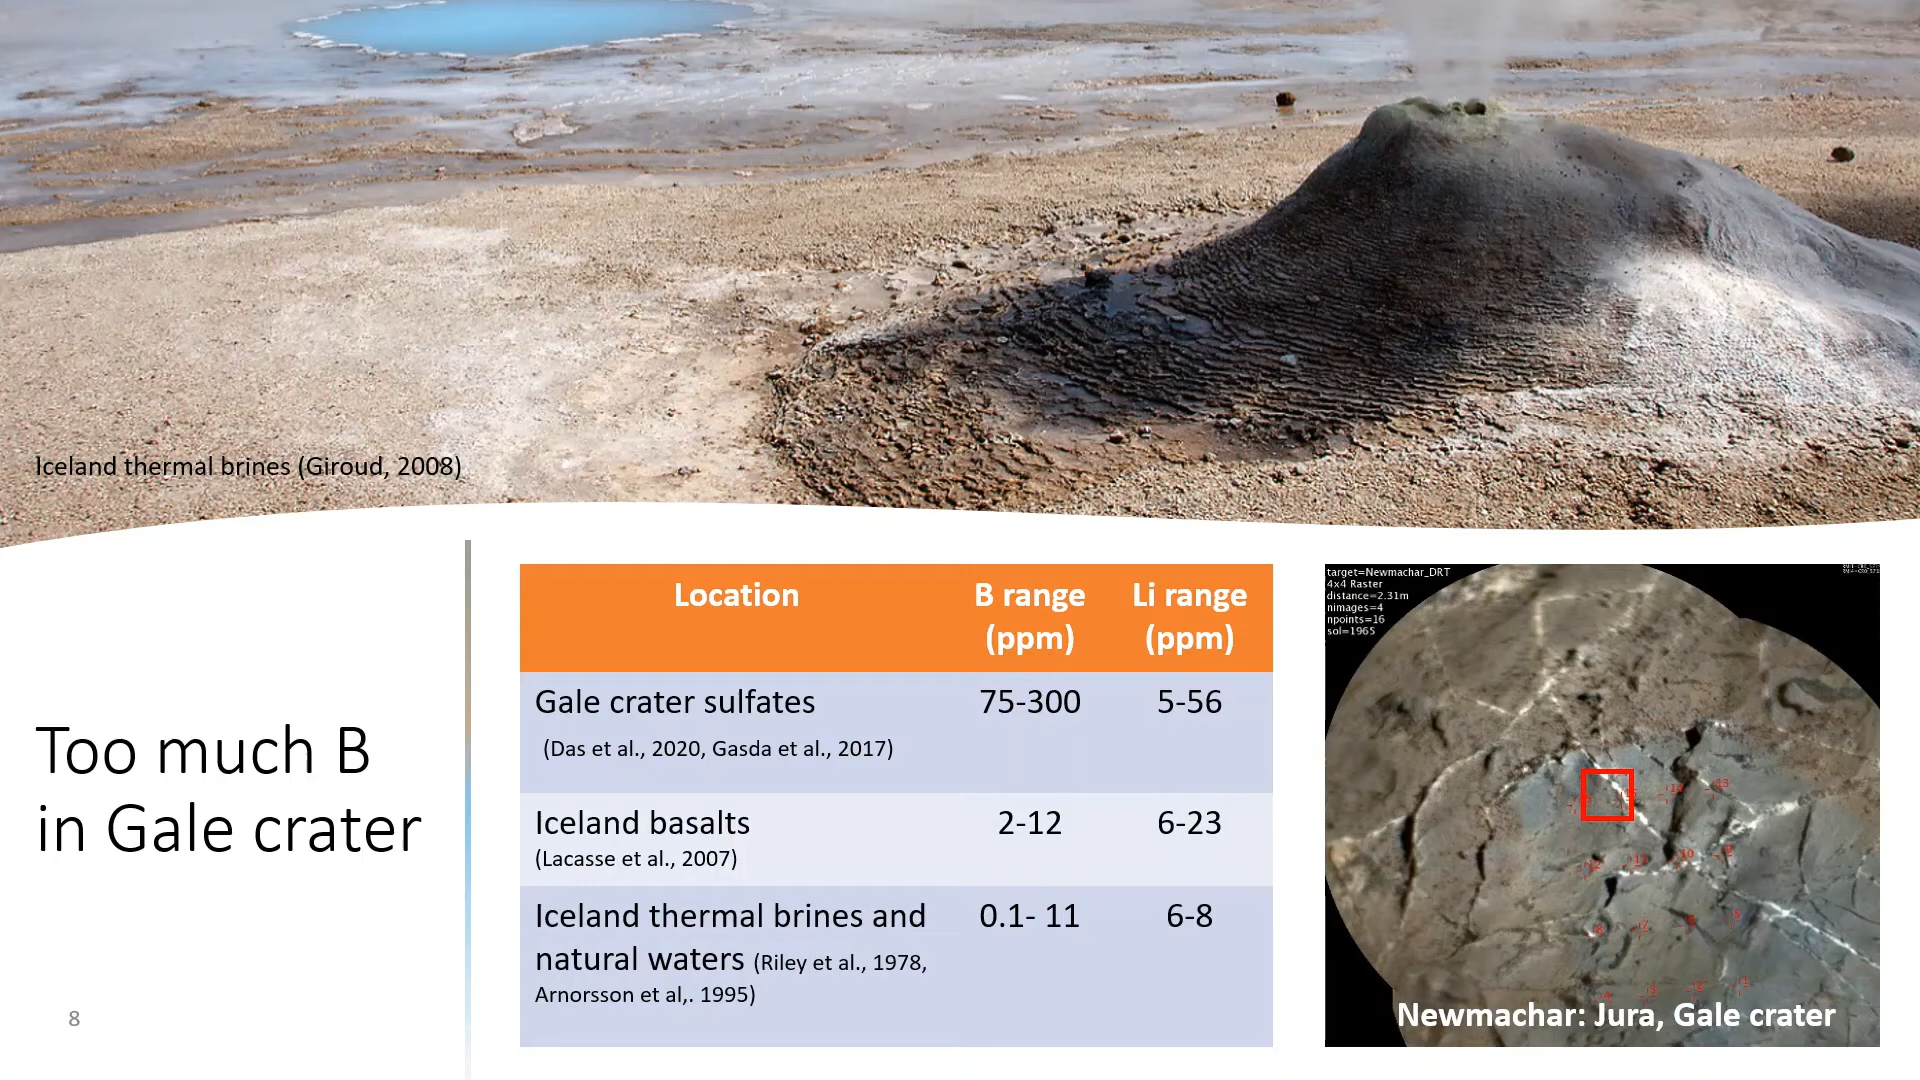 Iceland thermal brines (Giroud, 2008)
Too much B
in Gale crater
8
Location
B range
(ppm)
Li range
(ppm)
Gale crater sulfates
(Das et al., 2020, Gasda et al., 2017)
75-300
5-56
Iceland basalts
(Lacasse et al., 2007)
2-12
6-23
Iceland thermal brines and
natural waters (Riley et al., 1978,
Arnorsson et al,. 1995)
0.1- 11
6-8
target=Newmachar_DRT
4x4 Raster
distance=2.31m
nimages=4
npoints=16
sol=1965
13
12
11
10
Newmachar: Jura, Gale crater